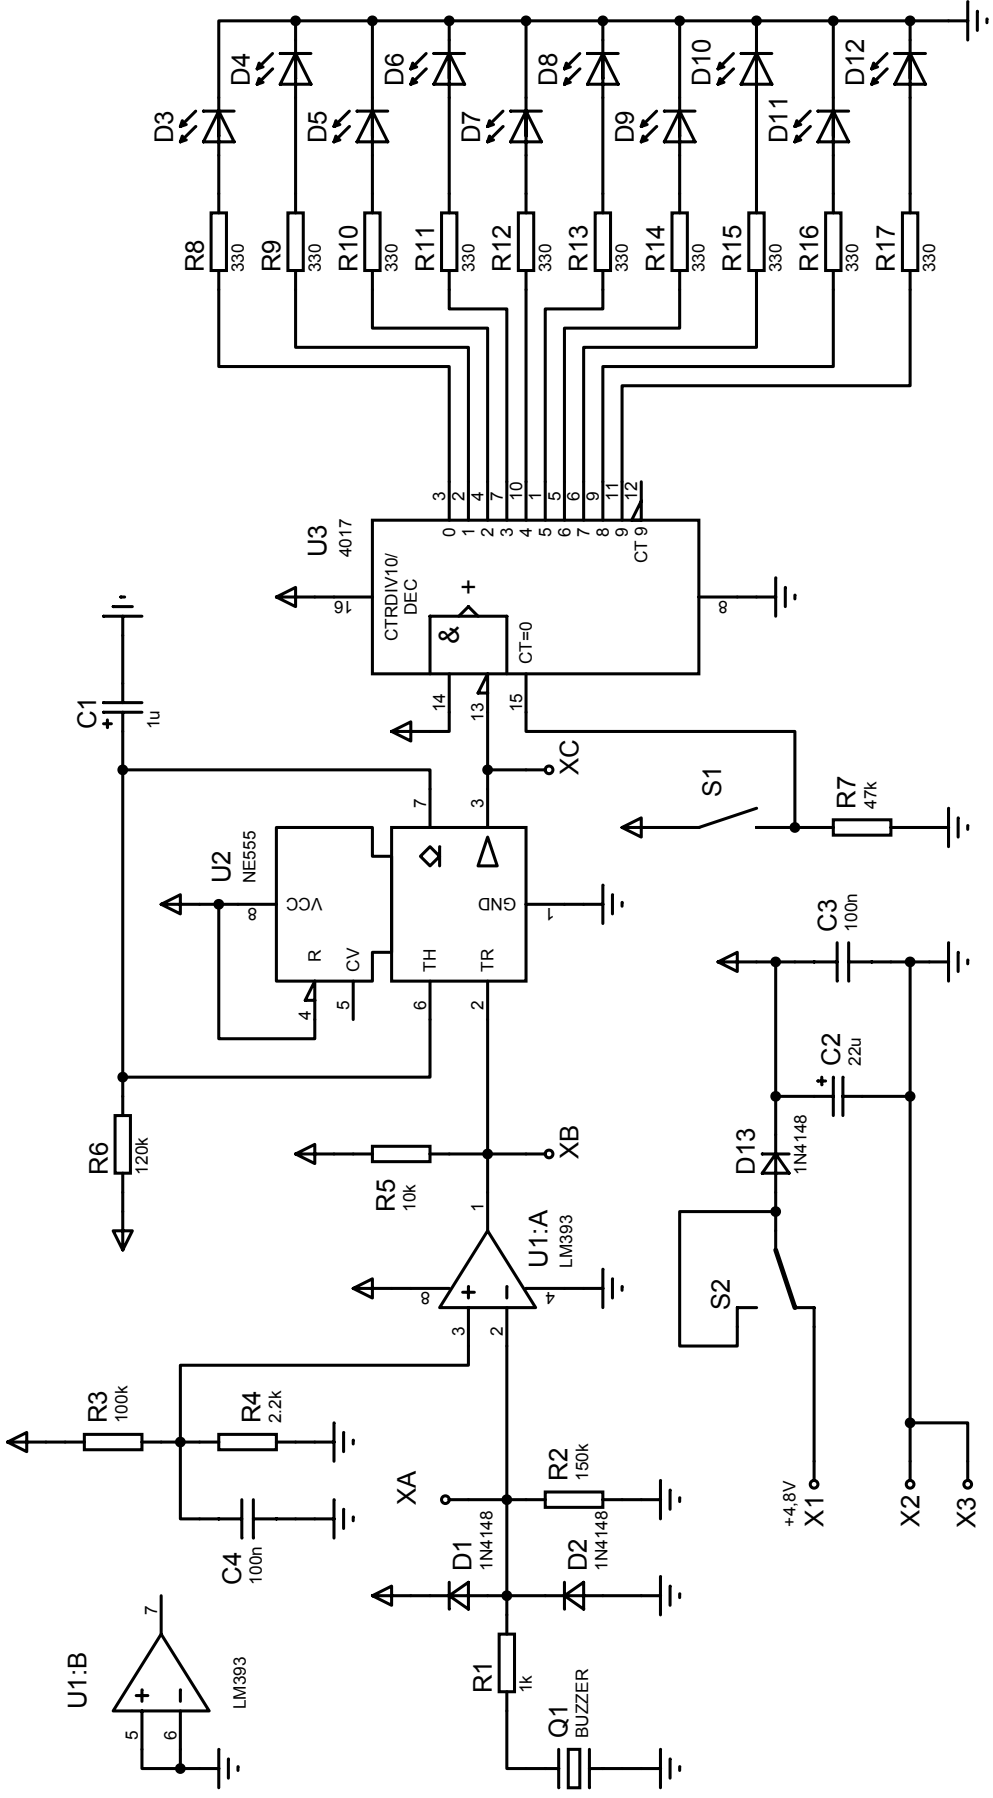 D3
D4
D5
D6
D7
D8
D9
D10
D11
D12
R8
330
R9
330
R10
330
R11
330
R12
330
R13
330
R14
330
R15
330
R16
330
R17
330
U3
4017
CTRDIV10/
DEC
&
+
CT=0
16
14
13
15
8
0
1
2
3
4
5
6
7
8
9
CT 9
3
2
4
7
10
1
5
6
9
11
12
C1
+
1u
U2
NE555
VCC
R
CV
TH
TR
GND
8
4
5
6
2
7
3
1
XC
S1
R7
47k
R6
120k
R5
10k
XB
U1:A
LM393
+
−
3
2
8
4
1
R3
100k
R4
2.2k
C4
100n
XA
R2
150k
D1
1N4148
D2
1N4148
R1
1k
Q1
BUZZER
U1:B
LM393
+
−
5
6
7
S2
D13
1N4148
C2
+
22u
C3
100n
+4,8V
X1
X2
X3